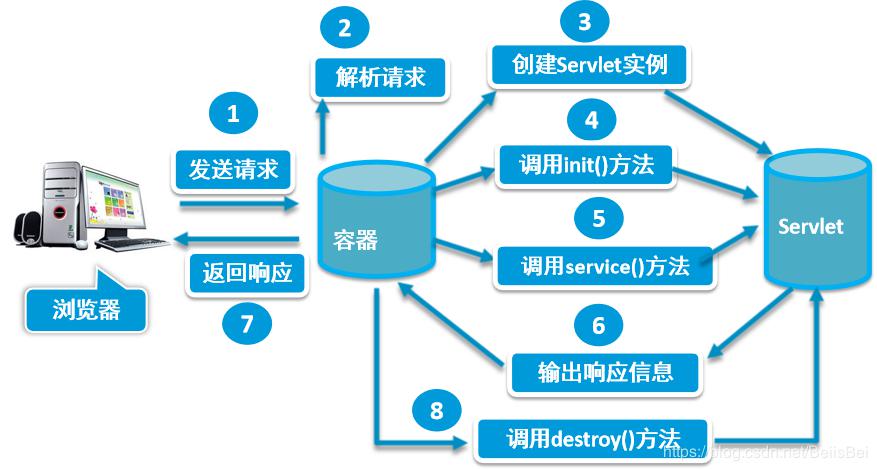 1
发送请求
2
解析请求
3
创建Servlet实例
4
调用init()方法
5
调用service()方法
6
输出响应信息
7
返回响应
8
调用destroy()方法
浏览器
容器
Servlet
https://blog.csdn.net/BeiisBei